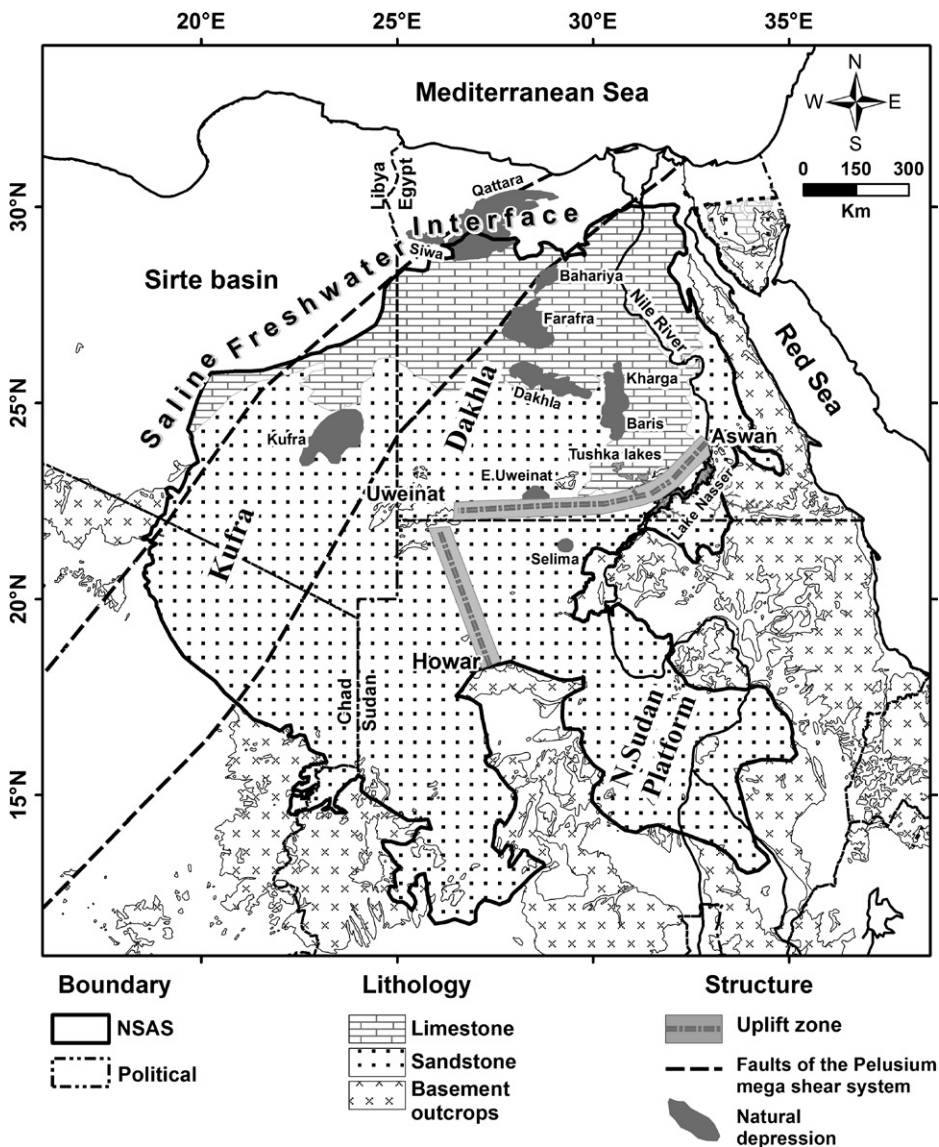 20°E 25°E 30°E 35°E
Mediterranean Sea
N
W E
S
0 150 300
Km
30°N
25°N
20°N
15°N
Libya
Egypt
Qattara
Saline Freshwater Interface
Siwa
Sirte basin
Bahariya
Farafra
Nile River
Red Sea
Dakhla
Dakhla
Kharga
Baris
Kufra
Aswan
Tushka lakes
E.Uweinat
Uweinat
Lake Nasser
Kufra
Selima
Howar
Chad
Sudan
N.Sudan
Platform
Boundary
NSAS
Political
Lithology
Limestone
Sandstone
Basement
outcrops
Structure
Uplift zone
Faults of the Pelusium
mega shear system
Natural
depression